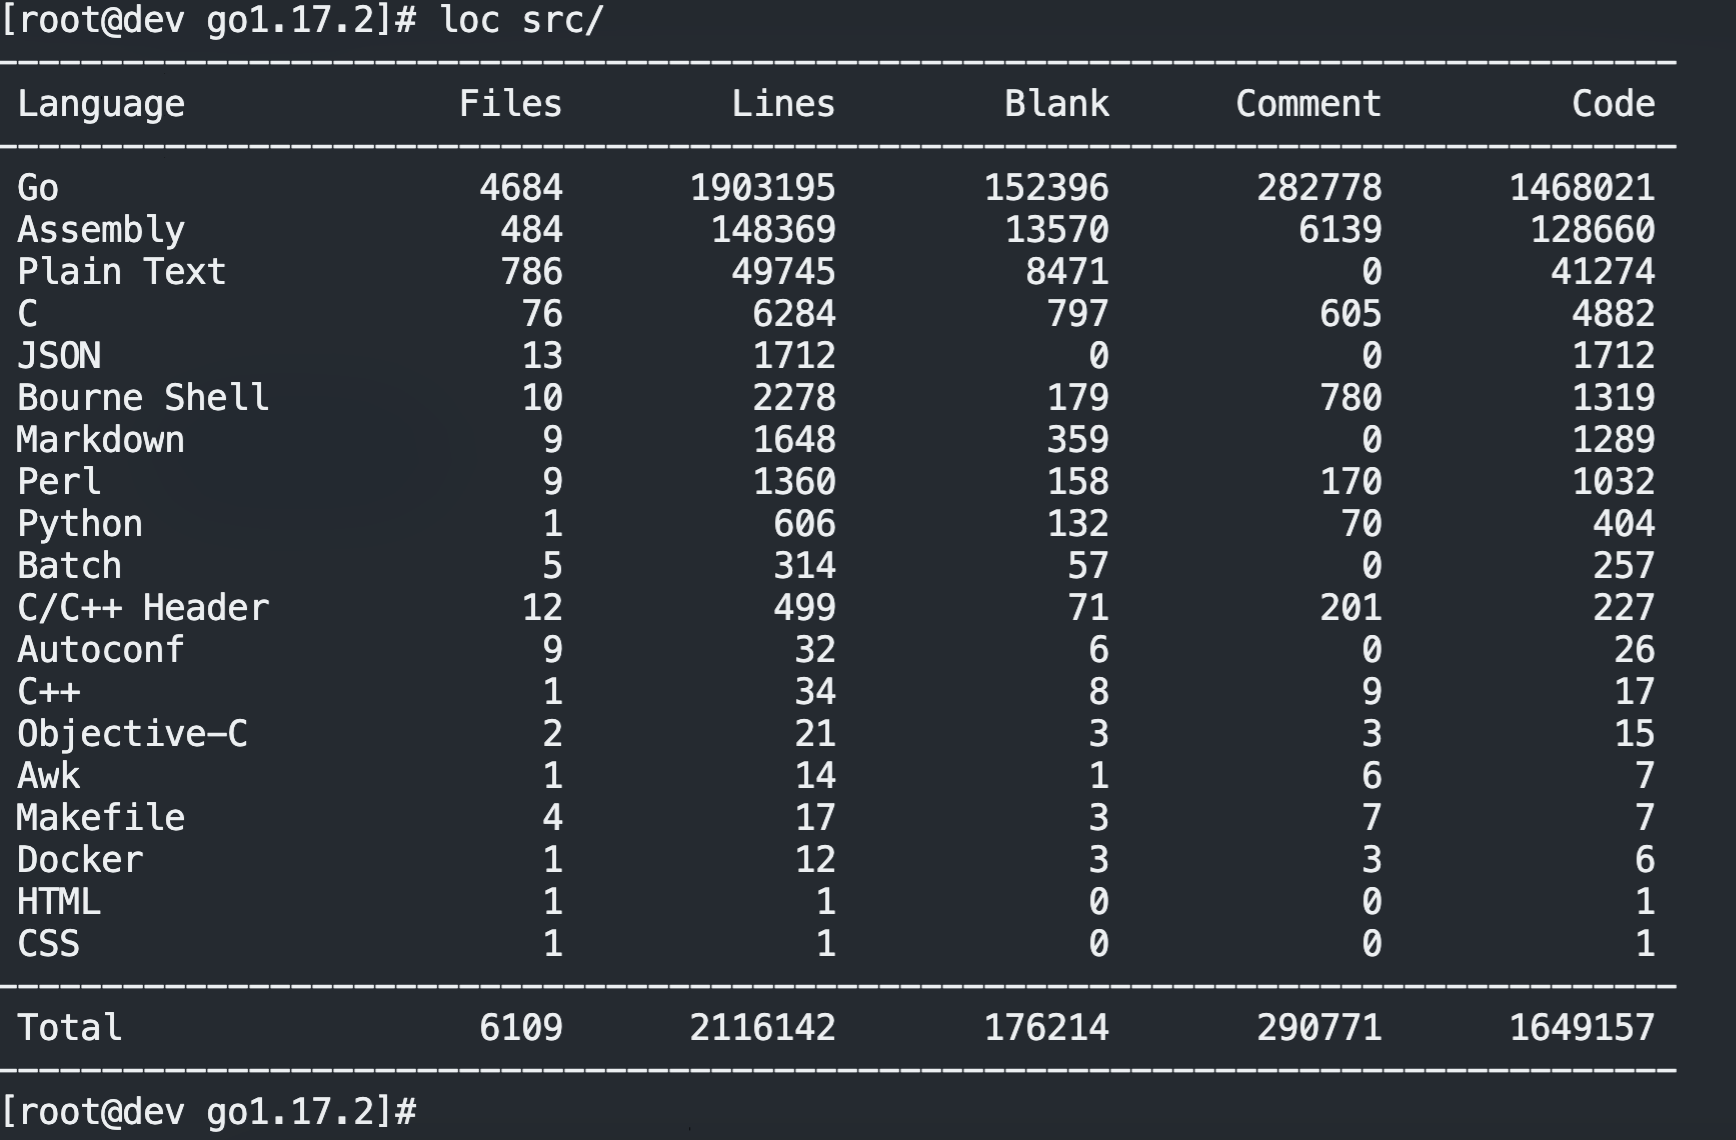 [root@dev go1.17.2]# loc src/
--------------------------------------------------------------------------------
Language Files Lines Blank Comment Code
--------------------------------------------------------------------------------
Go 4684 1903195 152396 282778 1468021
Assembly 484 148369 13570 6139 128660
Plain Text 786 49745 8471 0 41274
C 76 6284 797 605 4882
JSON 13 1712 0 0 1712
Bourne Shell 10 2278 179 780 1319
Markdown 9 1648 359 0 1289
Perl 9 1360 158 170 1032
Python 1 606 132 70 404
Batch 5 314 57 0 257
C/C++ Header 12 499 71 201 227
Autoconf 9 32 6 0 26
C++ 1 34 8 9 17
Objective-C 2 21 3 3 15
Awk 1 14 1 6 7
Makefile 4 17 3 7 7
Docker 1 12 3 3 6
HTML 1 1 0 0 1
CSS 1 1 0 0 1
--------------------------------------------------------------------------------
Total 6109 2116142 176214 290771 1649157
--------------------------------------------------------------------------------
[root@dev go1.17.2]#